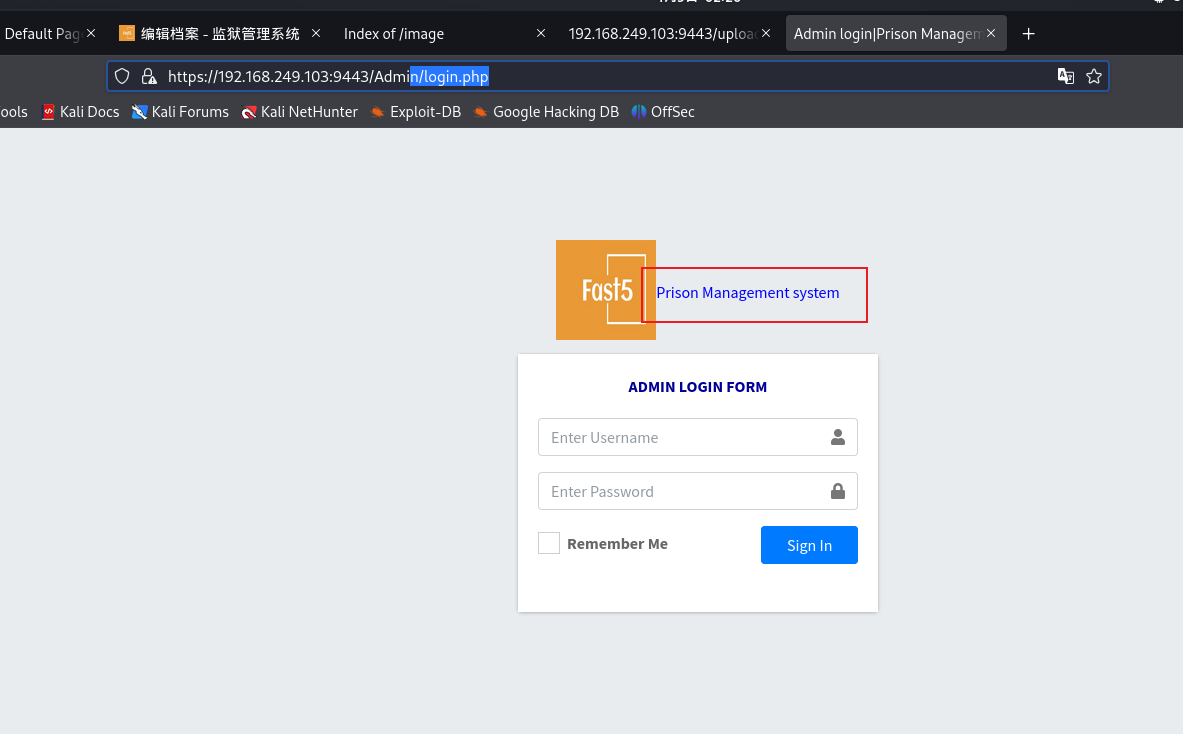 Default Pag
编辑档案 - 监狱管理系统
Index of /image
192.168.249.103:9443/uploa
Admin login|Prison Managem
https://192.168.249.103:9443/Admin/login.php
ools
Kali Docs
Kali Forums
Kali NetHunter
Exploit-DB
Google Hacking DB
OffSec
Fast5
Prison Management system
ADMIN LOGIN FORM
Enter Username
Enter Password
Remember Me
Sign In